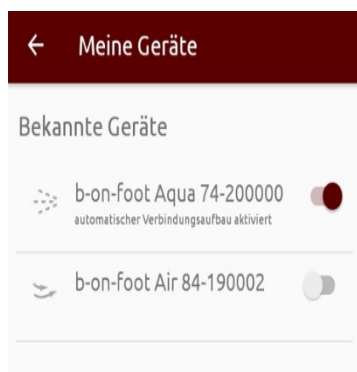 Meine Geräte
Bekannte Geräte
b-on-foot Aqua 74-200000
automatischer Verbindungsaufbau aktiviert
b-on-foot Air 84-190002